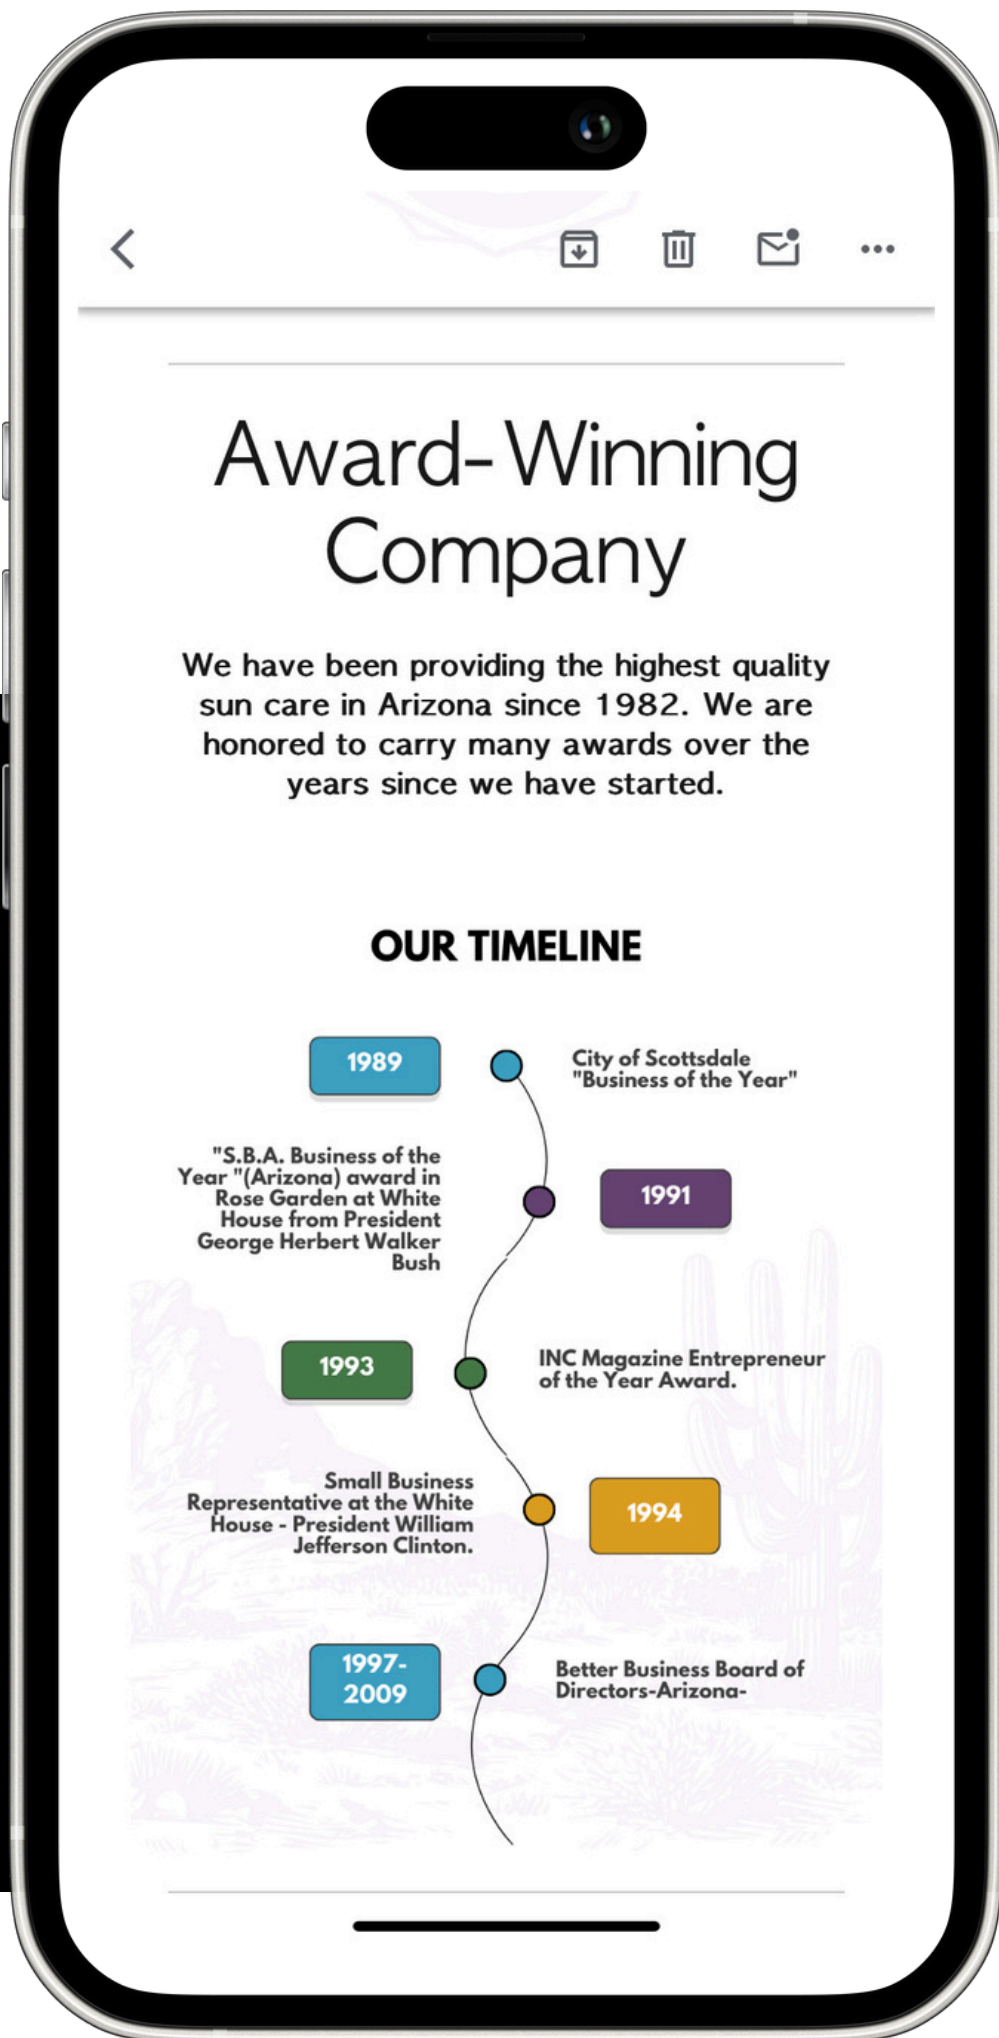 Award-Winning
Company
We have been providing the highest quality
sun care in Arizona since 1982. We are
honored to carry many awards over the
years since we have started.
OUR TIMELINE
1989
City of Scottsdale
"Business of the Year"
"S.B.A. Business of the
Year "(Arizona) award in
Rose Garden at White
House from President
George Herbert Walker
Bush
1991
1993
INC Magazine Entrepreneur
of the Year Award.
Small Business
Representative at the White
House - President William
Jefferson Clinton.
1994
1997-
2009
Better Business Board of
Directors-Arizona-